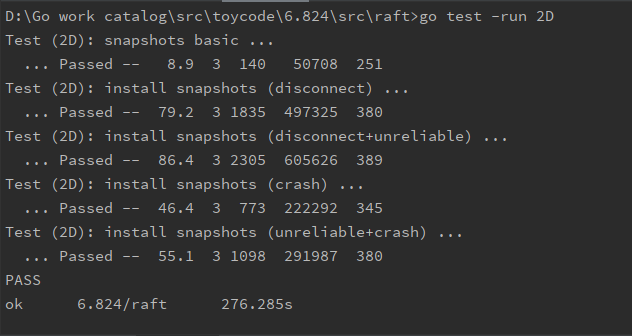 D:\Go work catalog\src\toycode\6.824\src\raft>go test -run 2D
Test (2D): snapshots basic ...
  ... Passed --   8.9  3  140   50708  251
Test (2D): install snapshots (disconnect) ...
  ... Passed --  79.2  3 1835  497325  380
Test (2D): install snapshots (disconnect+unreliable) ...
  ... Passed --  86.4  3 2305  605626  389
Test (2D): install snapshots (crash) ...
  ... Passed --  46.4  3  773  222292  345
Test (2D): install snapshots (unreliable+crash) ...
  ... Passed --  55.1  3 1098  291987  380
PASS
ok      6.824/raft      276.285s